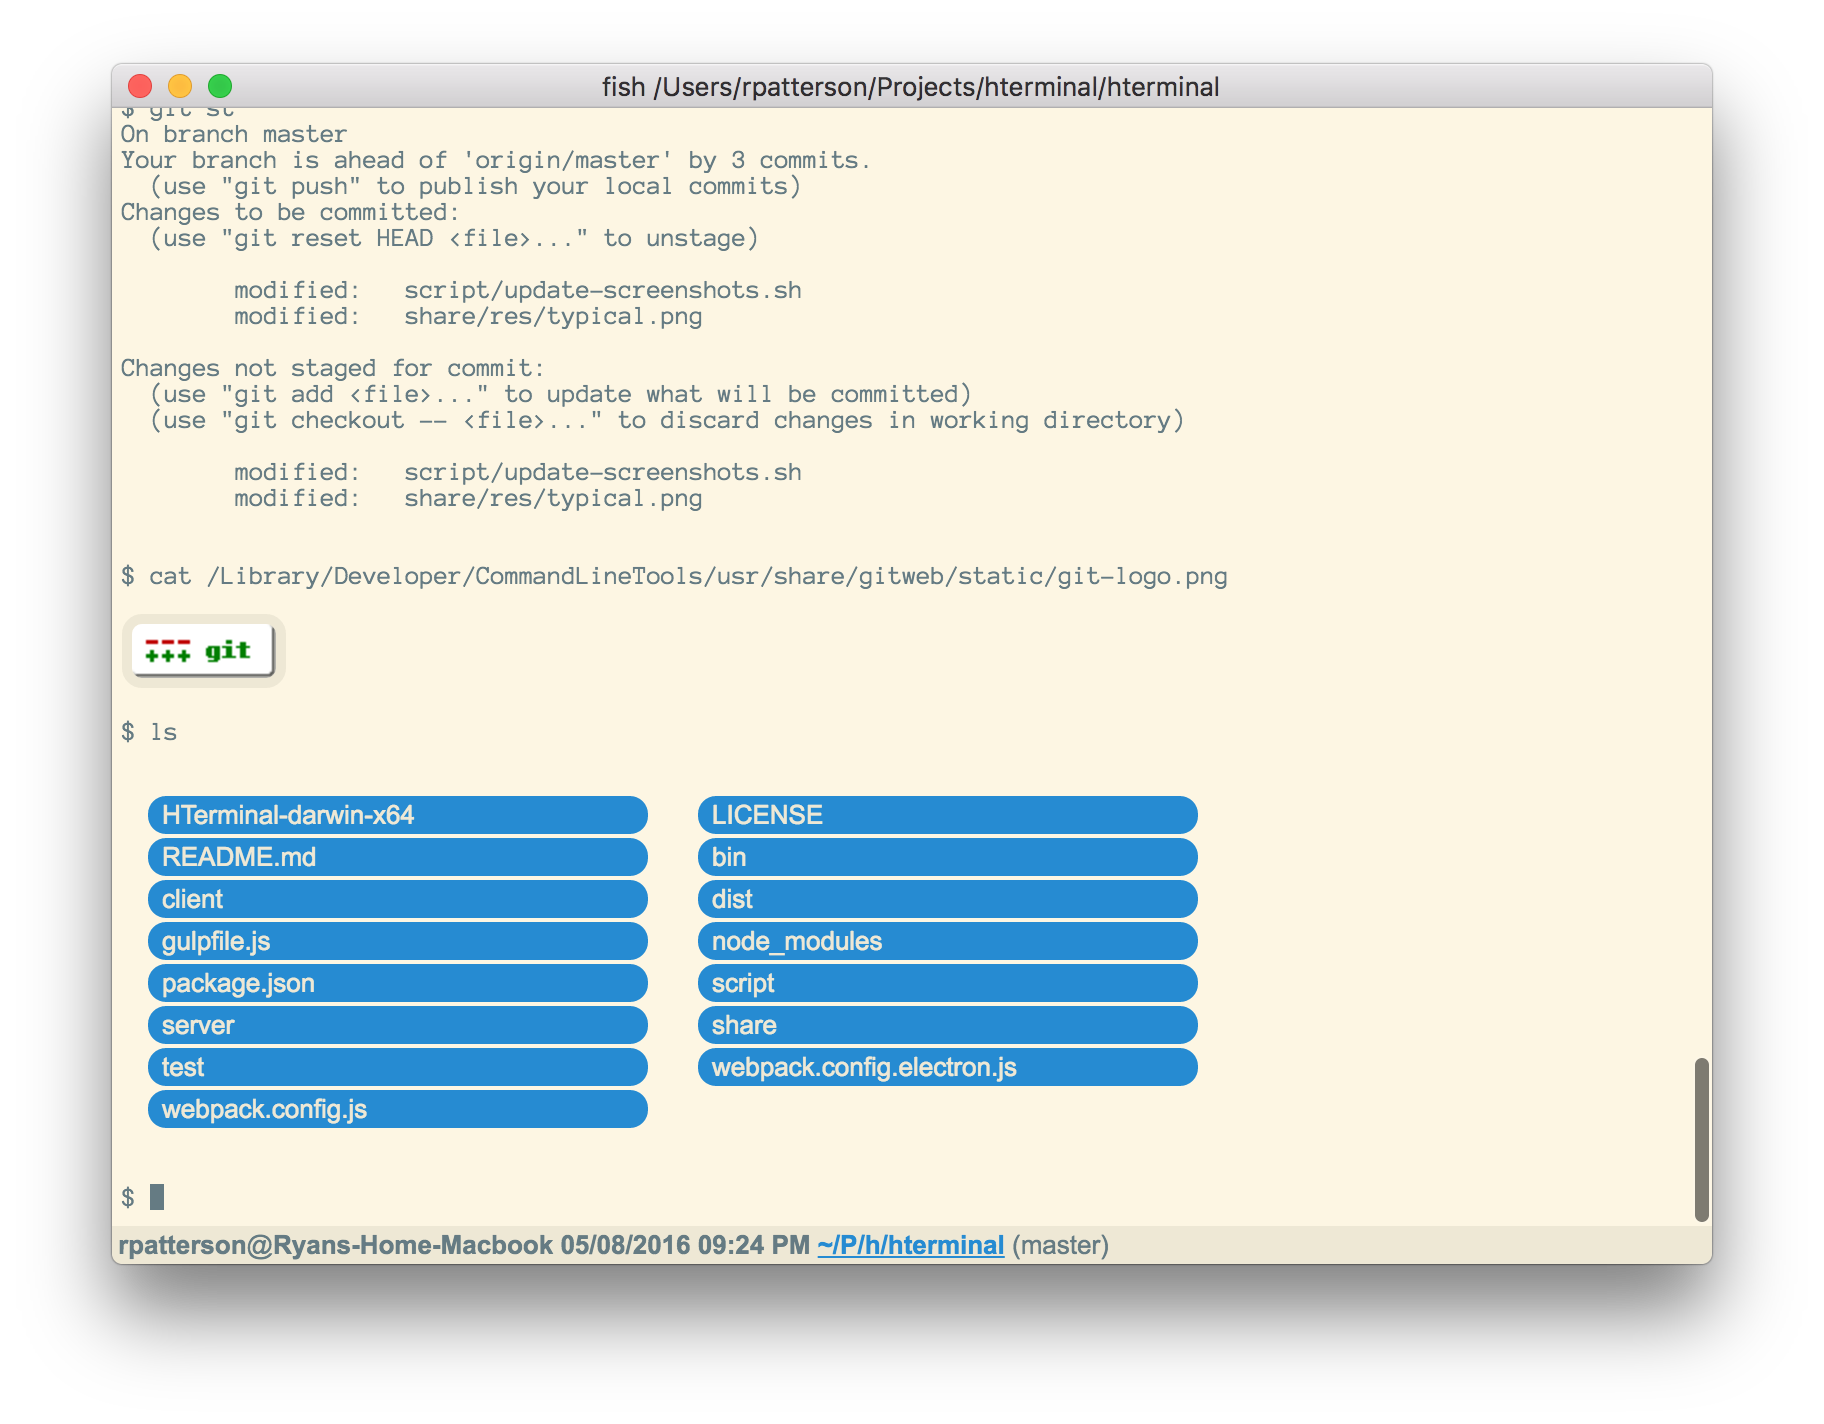 fish /Users/rpatterson/Projects/hterminal/hterminal
$ git st
On branch master
Your branch is ahead of 'origin/master' by 3 commits.
  (use "git push" to publish your local commits)
Changes to be committed:
  (use "git reset HEAD <file>..." to unstage)
        modified:   script/update-screenshots.sh
        modified:   share/res/typical.png
Changes not staged for commit:
  (use "git add <file>..." to update what will be committed)
  (use "git checkout -- <file>..." to discard changes in working directory)
        modified:   script/update-screenshots.sh
        modified:   share/res/typical.png
$ cat /Library/Developer/CommandLineTools/usr/share/gitweb/static/git-logo.png
--- +++ git
$ ls
HTerminal-darwin-x64 LICENSE
README.md bin
client dist
gulpfile.js node_modules
package.json script
server share
test webpack.config.electron.js
webpack.config.js
$
rpatterson@Ryans-Home-Macbook 05/08/2016 09:24 PM ~/P/h/hterminal (master)